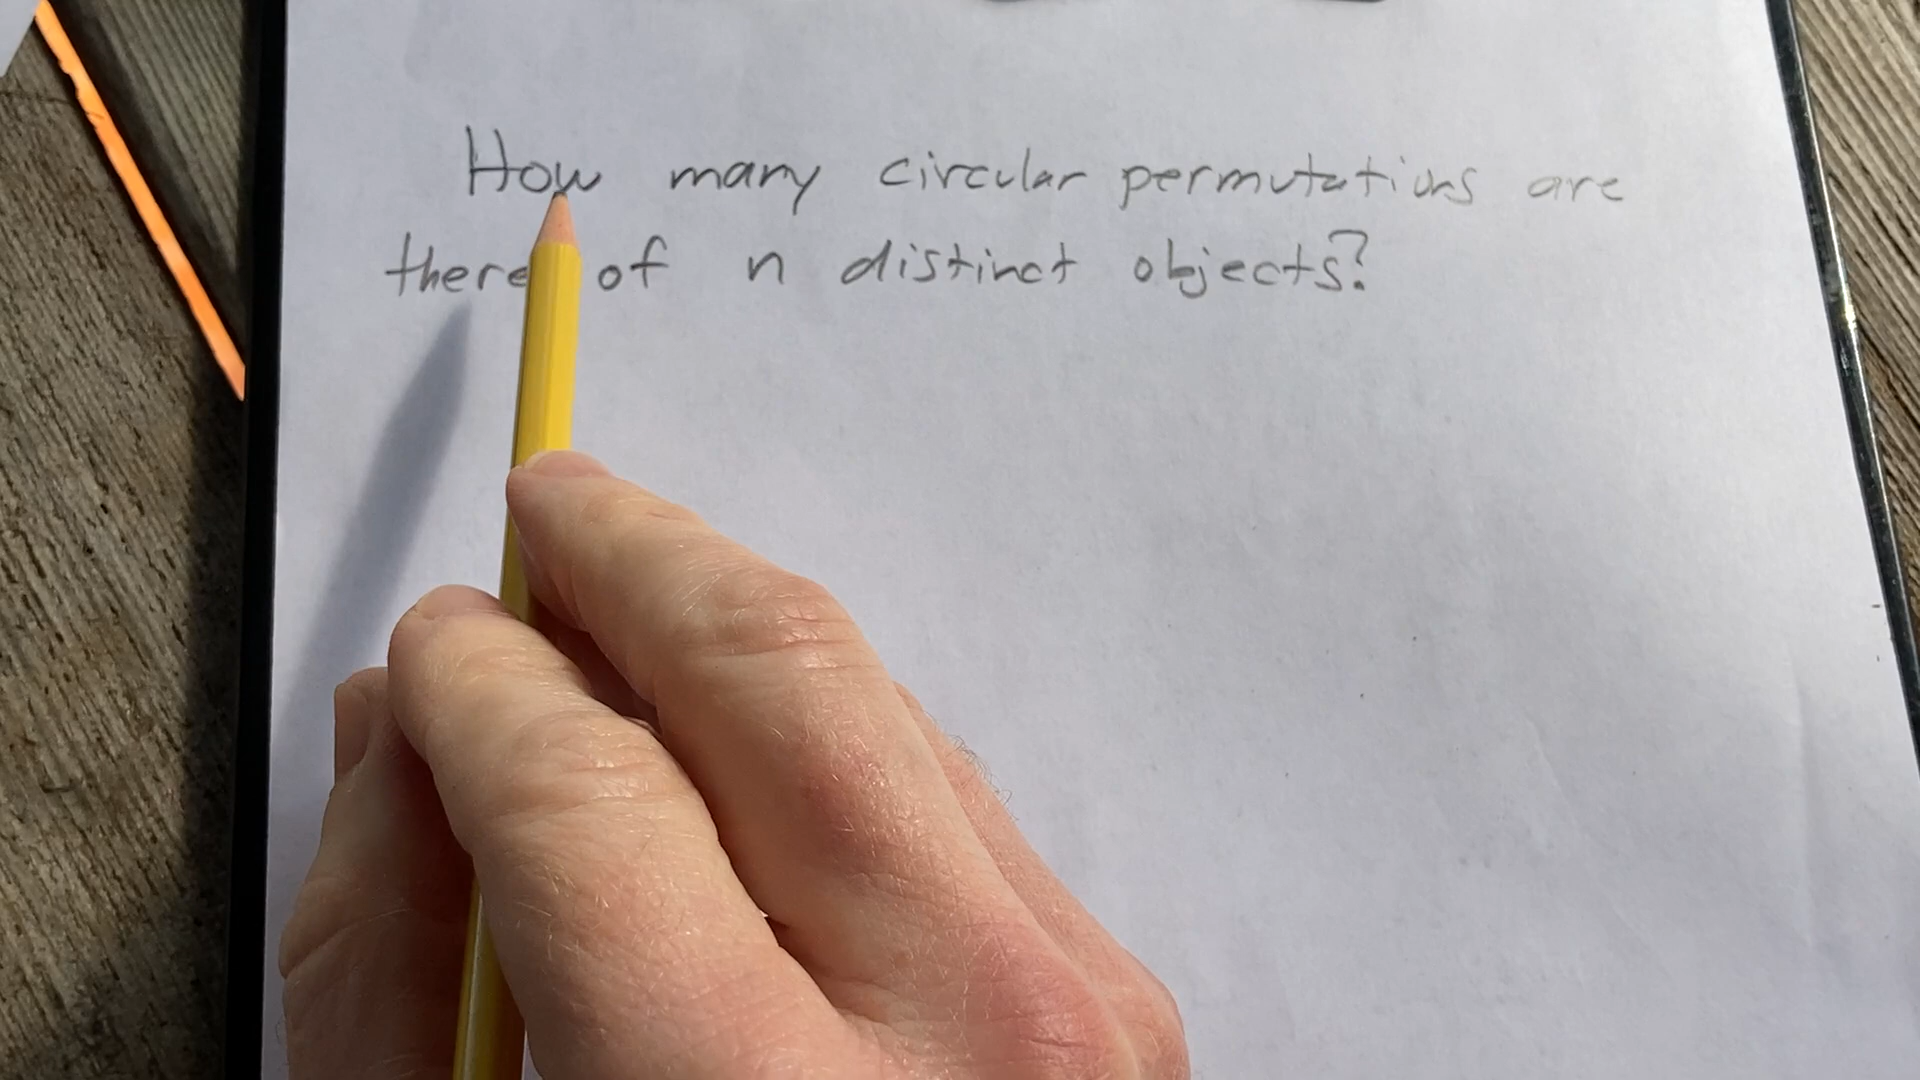 How many circular permutations are
there of n distinct objects?